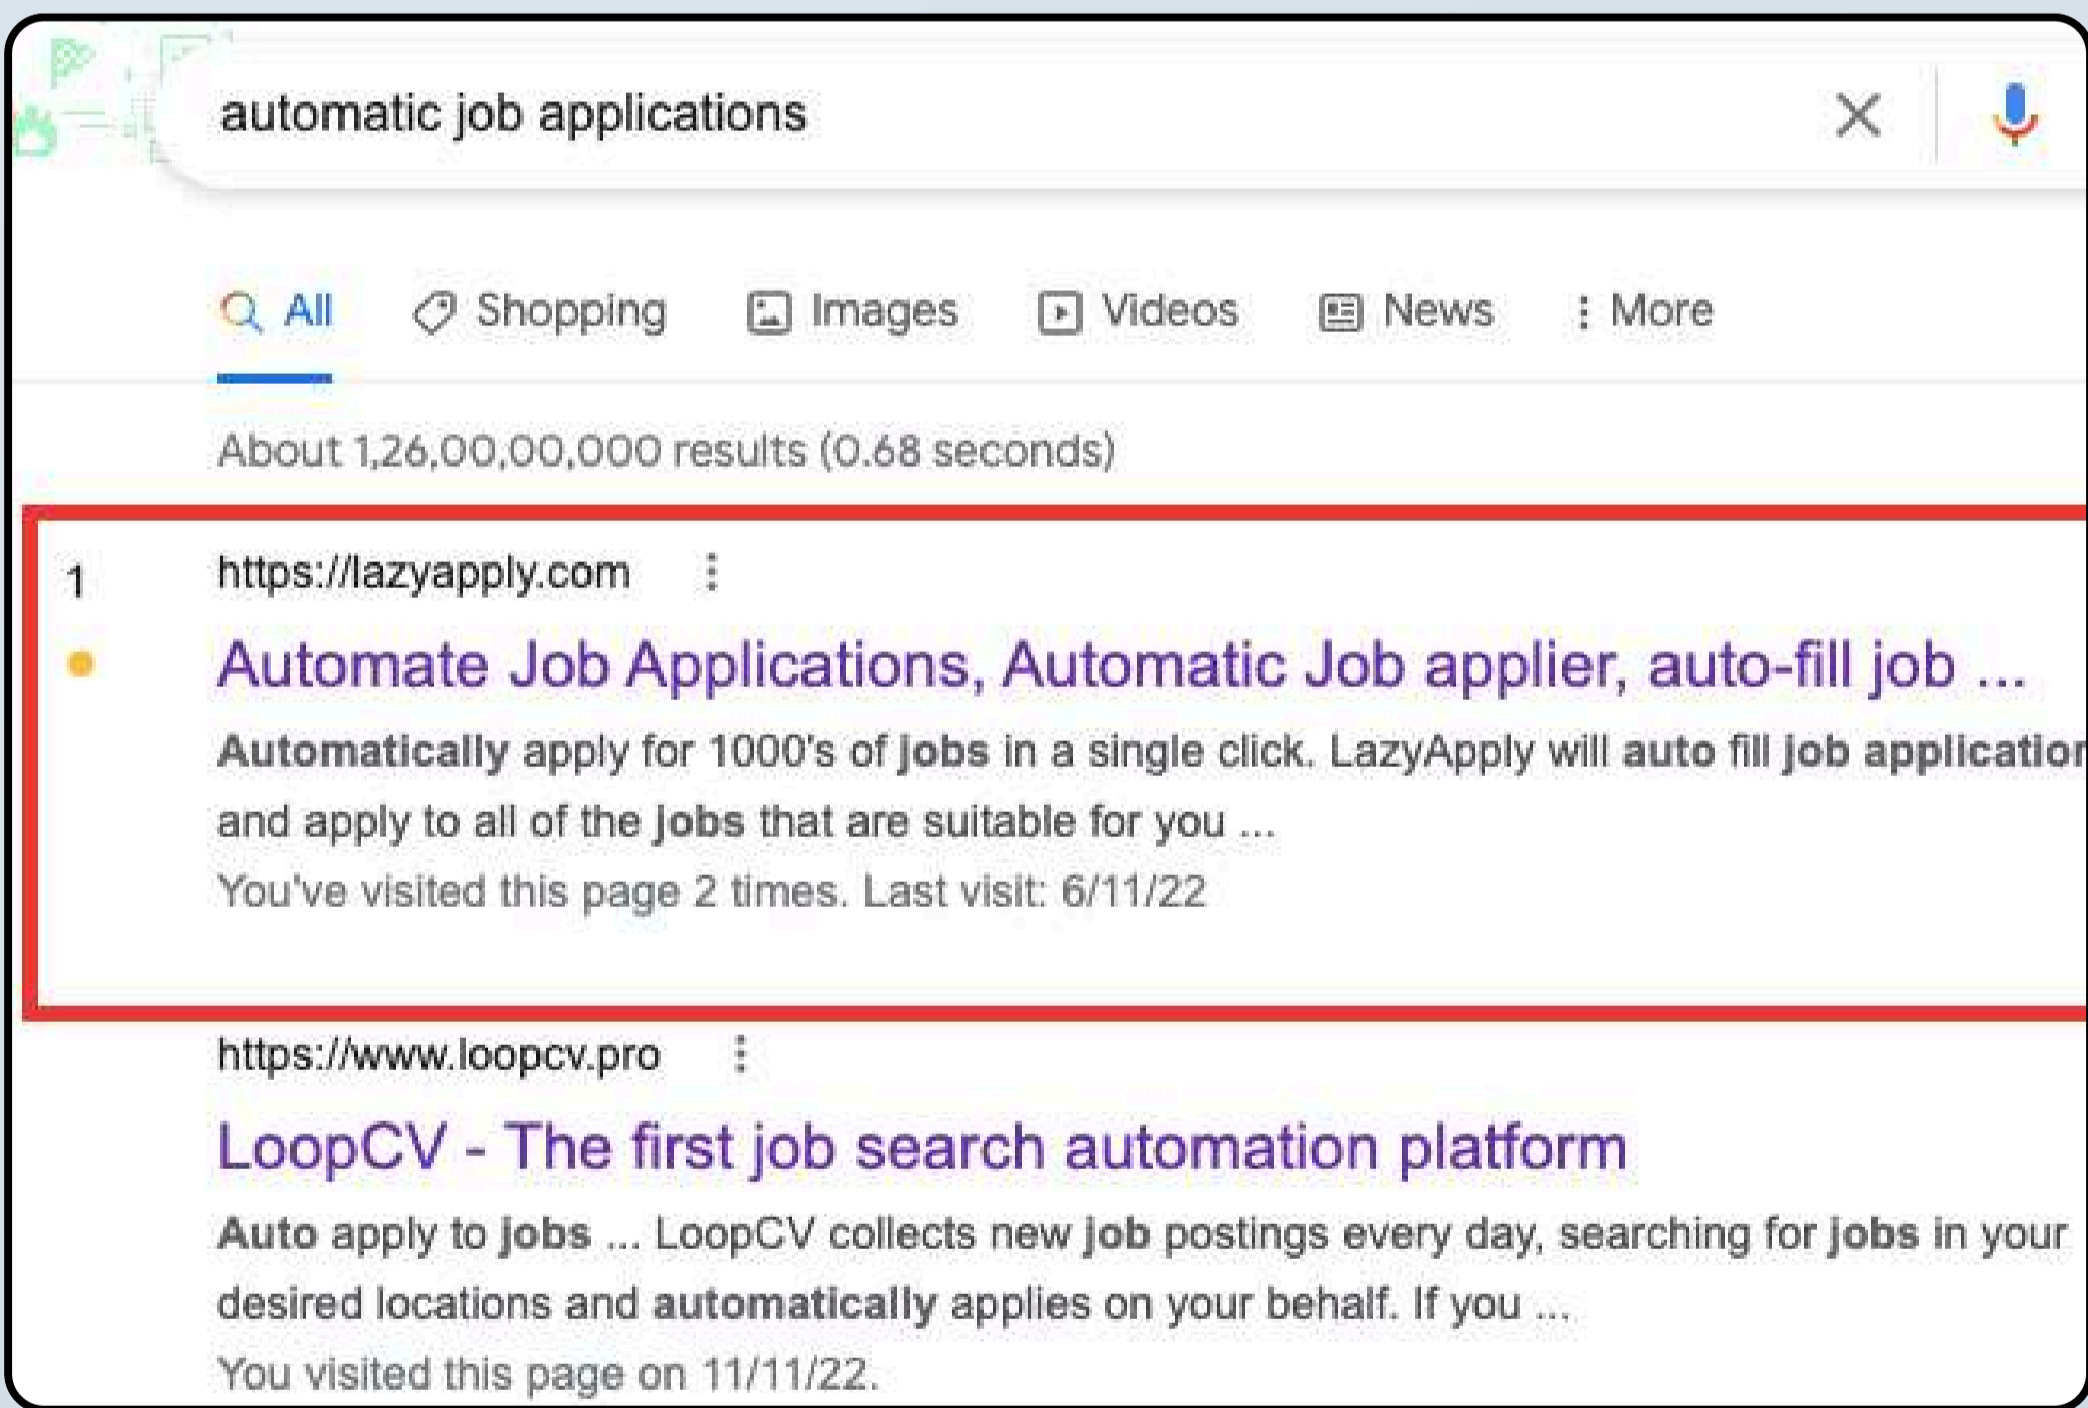 automatic job applications
All Shopping Images Videos News More
About 1,26,00,00,000 results (0.68 seconds)
1 https://lazyapply.com
Automate Job Applications, Automatic Job applier, auto-fill job ...
Automatically apply for 1000's of jobs in a single click. LazyApply will auto fill job application
and apply to all of the jobs that are suitable for you ...
You've visited this page 2 times. Last visit: 6/11/22
https://www.loopcv.pro
LoopCV - The first job search automation platform
Auto apply to jobs ... LoopCV collects new job postings every day, searching for jobs in your
desired locations and automatically applies on your behalf. If you ...
You visited this page on 11/11/22.